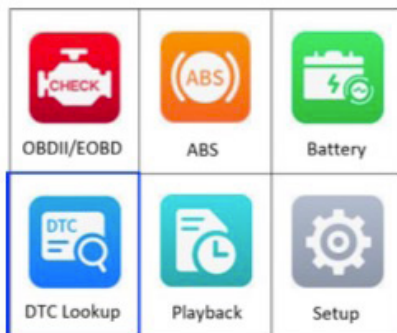 CHECK
ABS
OBDII/EOBD
ABS
Battery
DTC
DTC Lookup
Playback
Setup